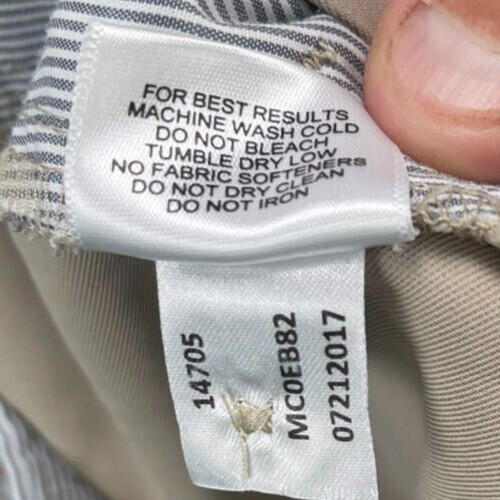 FOR BEST RESULTS
MACHINE WASH COLD
DO NOT BLEACH
TUMBLE DRY LOW
NO FABRIC SOFTENERS
DO NOT DRY CLEAN
DO NOT IRON
14705
MC0EB82
07212017